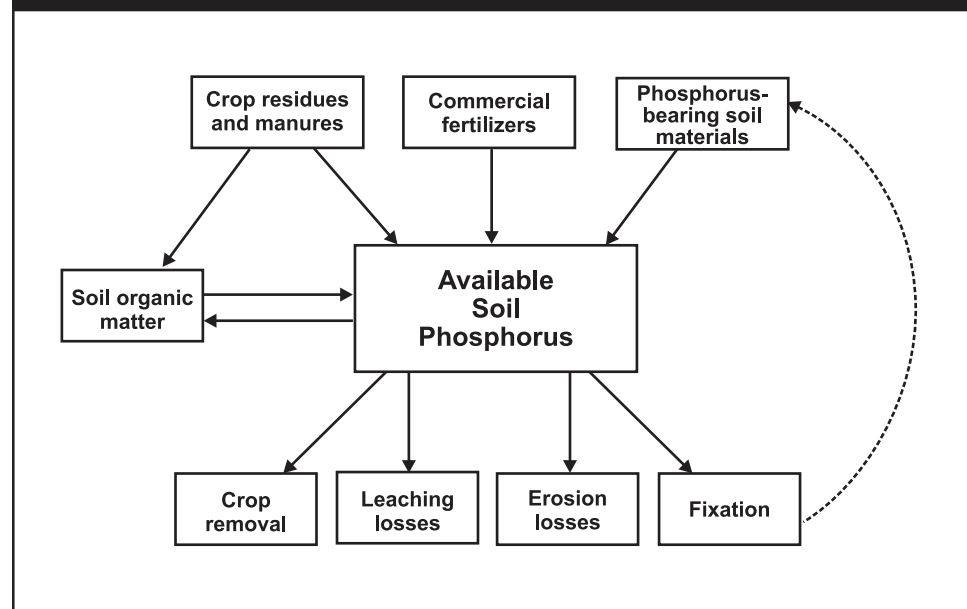 Crop residues
and manures
Commercial
fertilizers
Phosphorus-
bearing soil
materials
Soil organic
matter
Available
Soil
Phosphorus
Crop
removal
Leaching
losses
Erosion
losses
Fixation